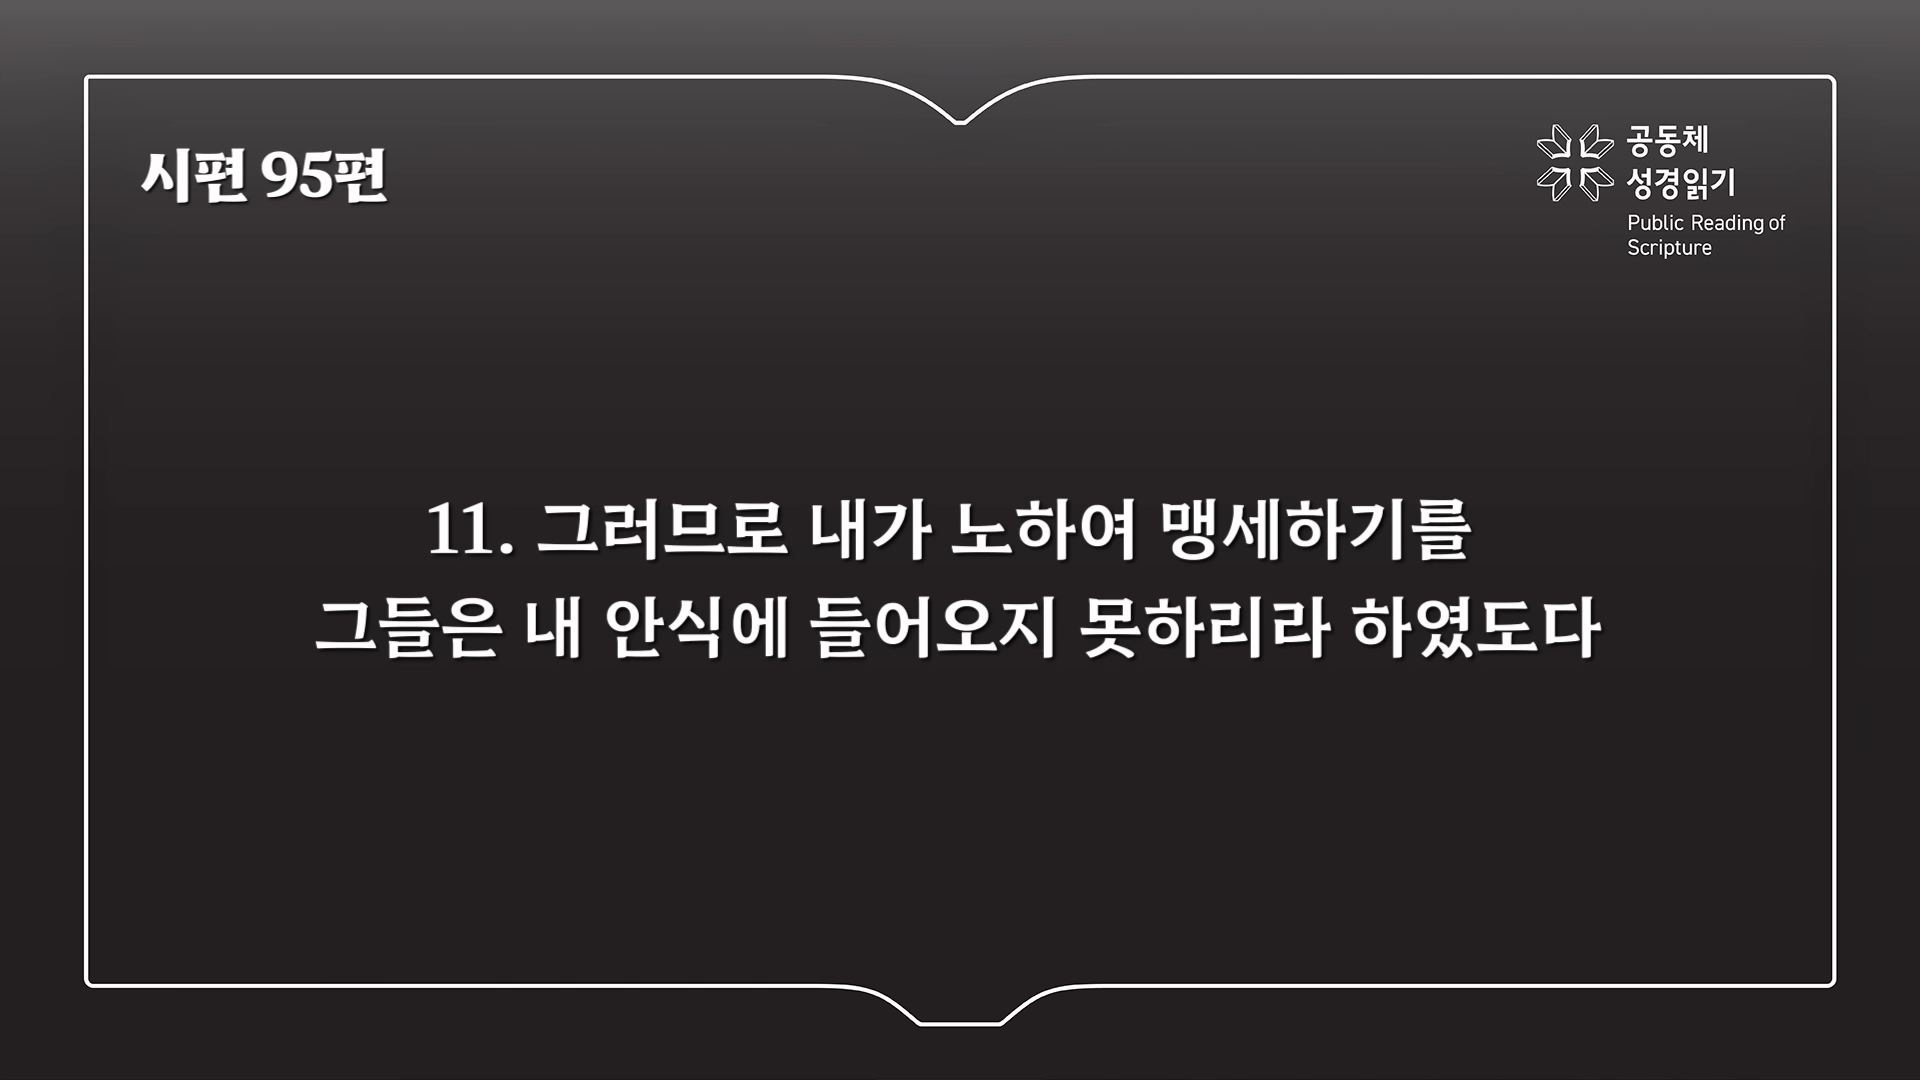 시편 95편
공동체
성경읽기
Public Reading of
Scripture
11. 그러므로 내가 노하여 맹세하기를
그들은 내 안식에 들어오지 못하리라 하였도다